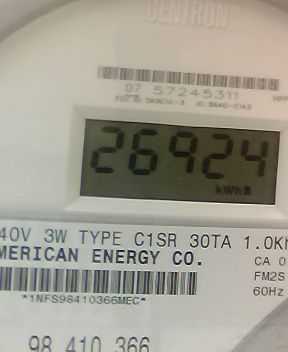 CENTRON
07 57245311
26924
kWh
40V 3W TYPE C1SR 30TA 1.0Kh
MERICAN ENERGY CO.
CA 0
FM2S
60Hz
*1NFS98410366MEC*
98 410 366